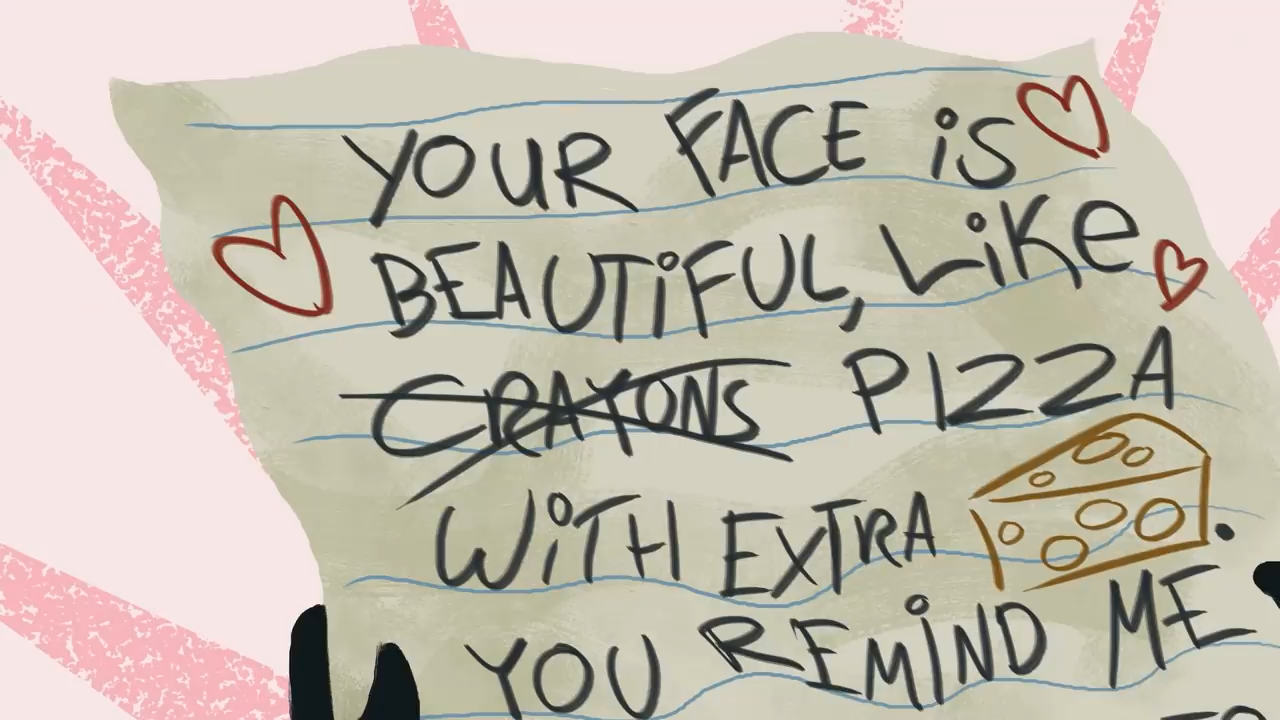 YOUR FACE iS
BEAUTiFUL, LiKe
CRAYONS PIZZA
WiTH EXTRA .
YOU REMiND ME